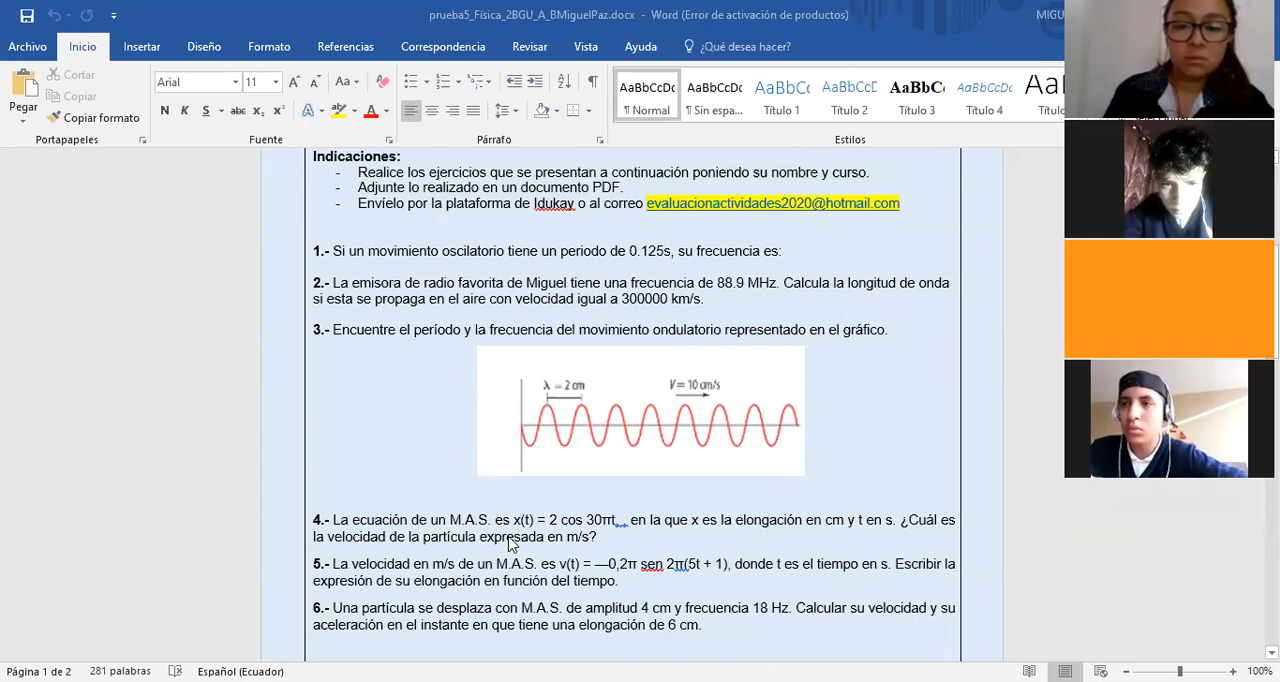 prueba5_Física_2BGU_A_BMiguelPaz.docx - Word (Error de activación de productos)
MIGU
Archivo Inicio Insertar Diseño Formato Referencias Correspondencia Revisar Vista Ayuda ¿Qué desea hacer?
Pegar
Cortar
Copiar
Copiar formato
Portapapeles
Arial 11
Aa
N K S abc x₂ x²
A A
Fuente
Párrafo
AaBbCcDc AaBbCcDc AaBbCc AaBbCcD AaBbC AaBbCcDc Aa
¶ Normal ¶ Sin espa... Título 1 Título 2 Título 3 Título 4 Título
Estilos
Indicaciones:
- Realice los ejercicios que se presentan a continuación poniendo su nombre y curso.
- Adjunte lo realizado en un documento PDF.
- Envíelo por la plataforma de Idukay o al correo evaluacionactividades2020@hotmail.com
1.- Si un movimiento oscilatorio tiene un periodo de 0.125s, su frecuencia es:
2.- La emisora de radio favorita de Miguel tiene una frecuencia de 88.9 MHz. Calcula la longitud de onda
si esta se propaga en el aire con velocidad igual a 300000 km/s.
3.- Encuentre el período y la frecuencia del movimiento ondulatorio representado en el gráfico.
λ = 2 cm V = 10 cm/s
4.- La ecuación de un M.A.S. es x(t) = 2 cos 30πt, en la que x es la elongación en cm y t en s. ¿Cuál es
la velocidad de la partícula expresada en m/s?
5.- La velocidad en m/s de un M.A.S. es v(t) = —0,2π sen 2π(5t + 1), donde t es el tiempo en s. Escribir la
expresión de su elongación en función del tiempo.
6.- Una partícula se desplaza con M.A.S. de amplitud 4 cm y frecuencia 18 Hz. Calcular su velocidad y su
aceleración en el instante en que tiene una elongación de 6 cm.
Página 1 de 2 281 palabras Español (Ecuador) 100%